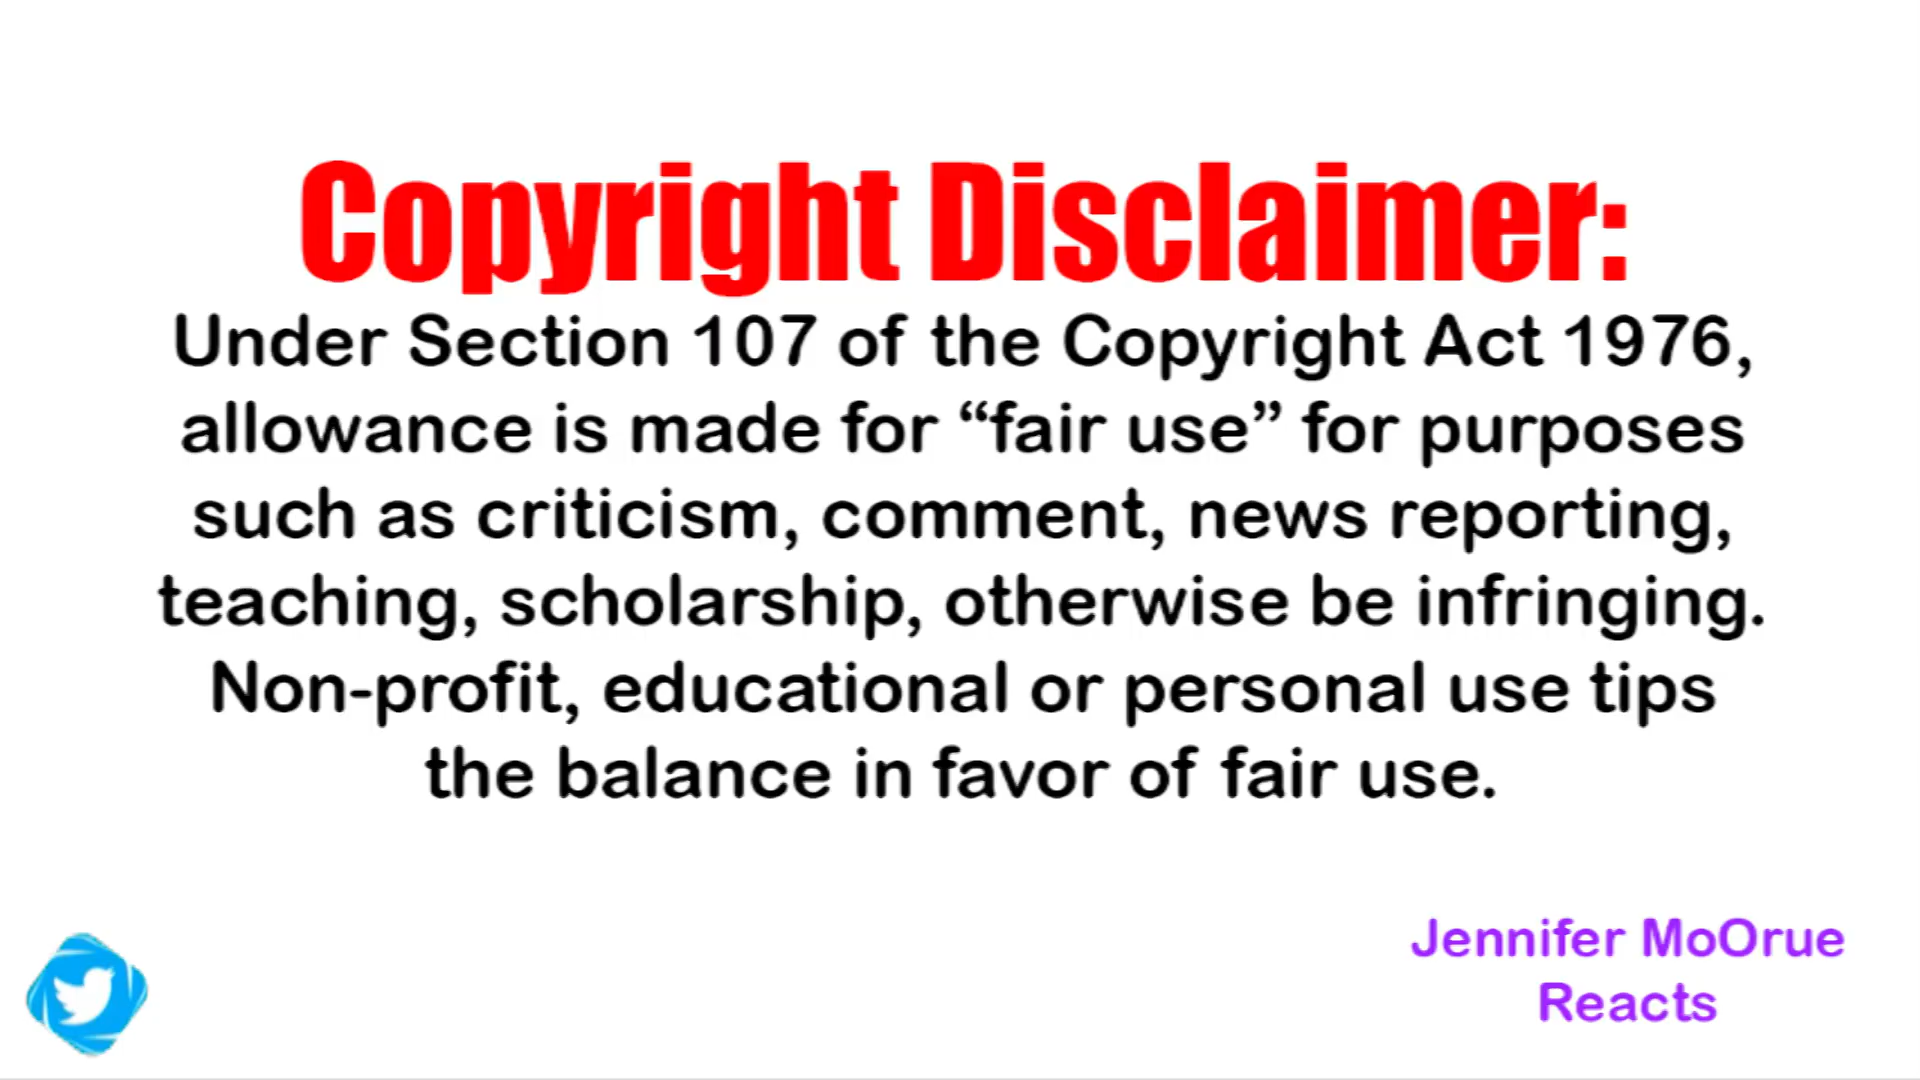 Copyright Disclaimer:
Under Section 107 of the Copyright Act 1976,
allowance is made for “fair use” for purposes
such as criticism, comment, news reporting,
teaching, scholarship, otherwise be infringing.
Non-profit, educational or personal use tips
the balance in favor of fair use.
Jennifer MoOrue
Reacts